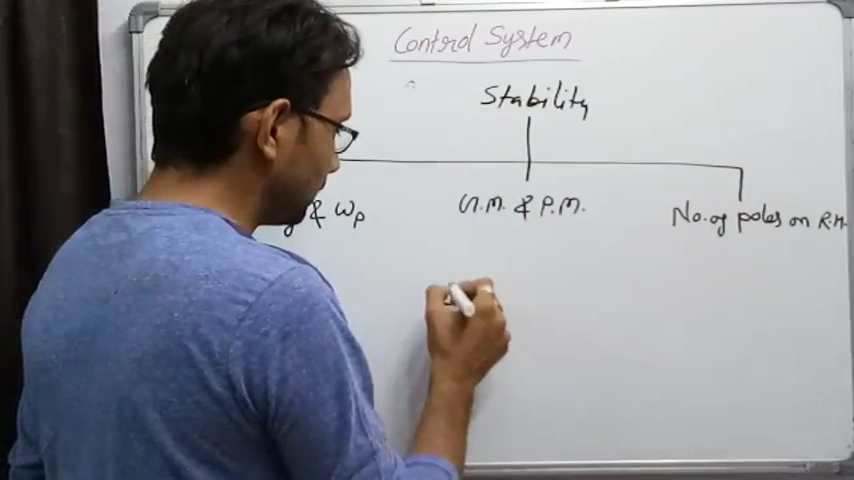 Control System
Stability
& ωp
G.M. & P.M.
No. of poles on R.H.